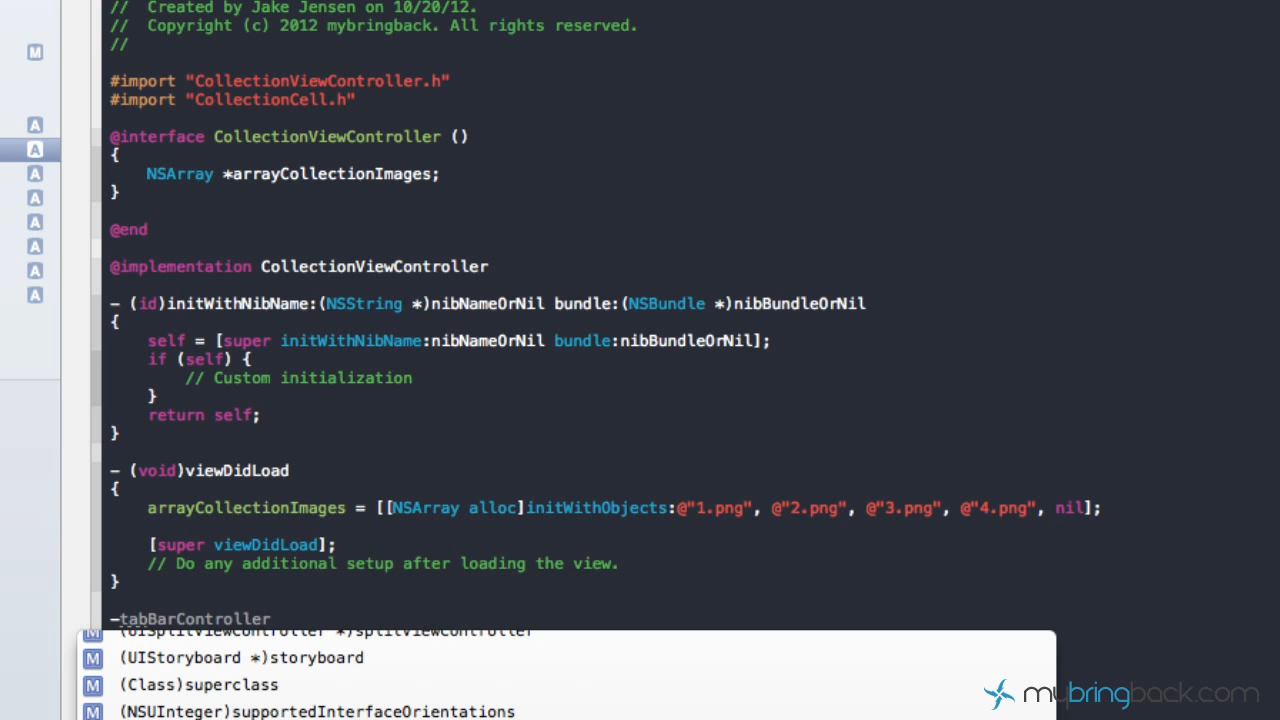 //  Created by Jake Jensen on 10/20/12.
//  Copyright (c) 2012 mybringback. All rights reserved.
//
M
#import "CollectionViewController.h"
#import "CollectionCell.h"
A
@interface CollectionViewController ()
A
{
A
    NSArray *arrayCollectionImages;
A
}
A
@end
A
@implementation CollectionViewController
A
A
- (id)initWithNibName:(NSString *)nibNameOrNil bundle:(NSBundle *)nibBundleOrNil
{
    self = [super initWithNibName:nibNameOrNil bundle:nibBundleOrNil];
    if (self) {
        // Custom initialization
    }
    return self;
}
- (void)viewDidLoad
{
    arrayCollectionImages = [[NSArray alloc]initWithObjects:@"1.png", @"2.png", @"3.png", @"4.png", nil];
    [super viewDidLoad];
    // Do any additional setup after loading the view.
}
-tabBarController
M (UISplitViewController *)splitViewController
M (UIStoryboard *)storyboard
M (Class)superclass
M (NSUInteger)supportedInterfaceOrientations
mybringback.com